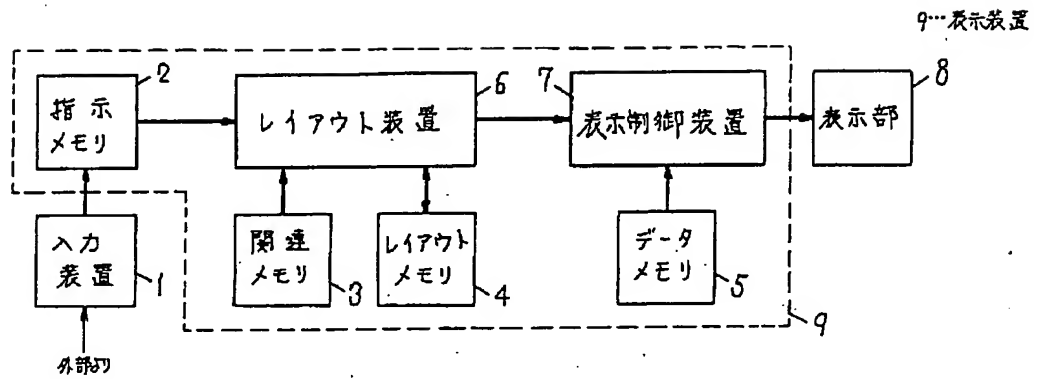 9…表示装置
2
指示
メモリ
6
レイアウト装置
7
表示制御装置
8
表示部
入力
装置
1
関連
メモリ
3
レイアウト
メモリ
4
データ
メモリ
5
9
外部より